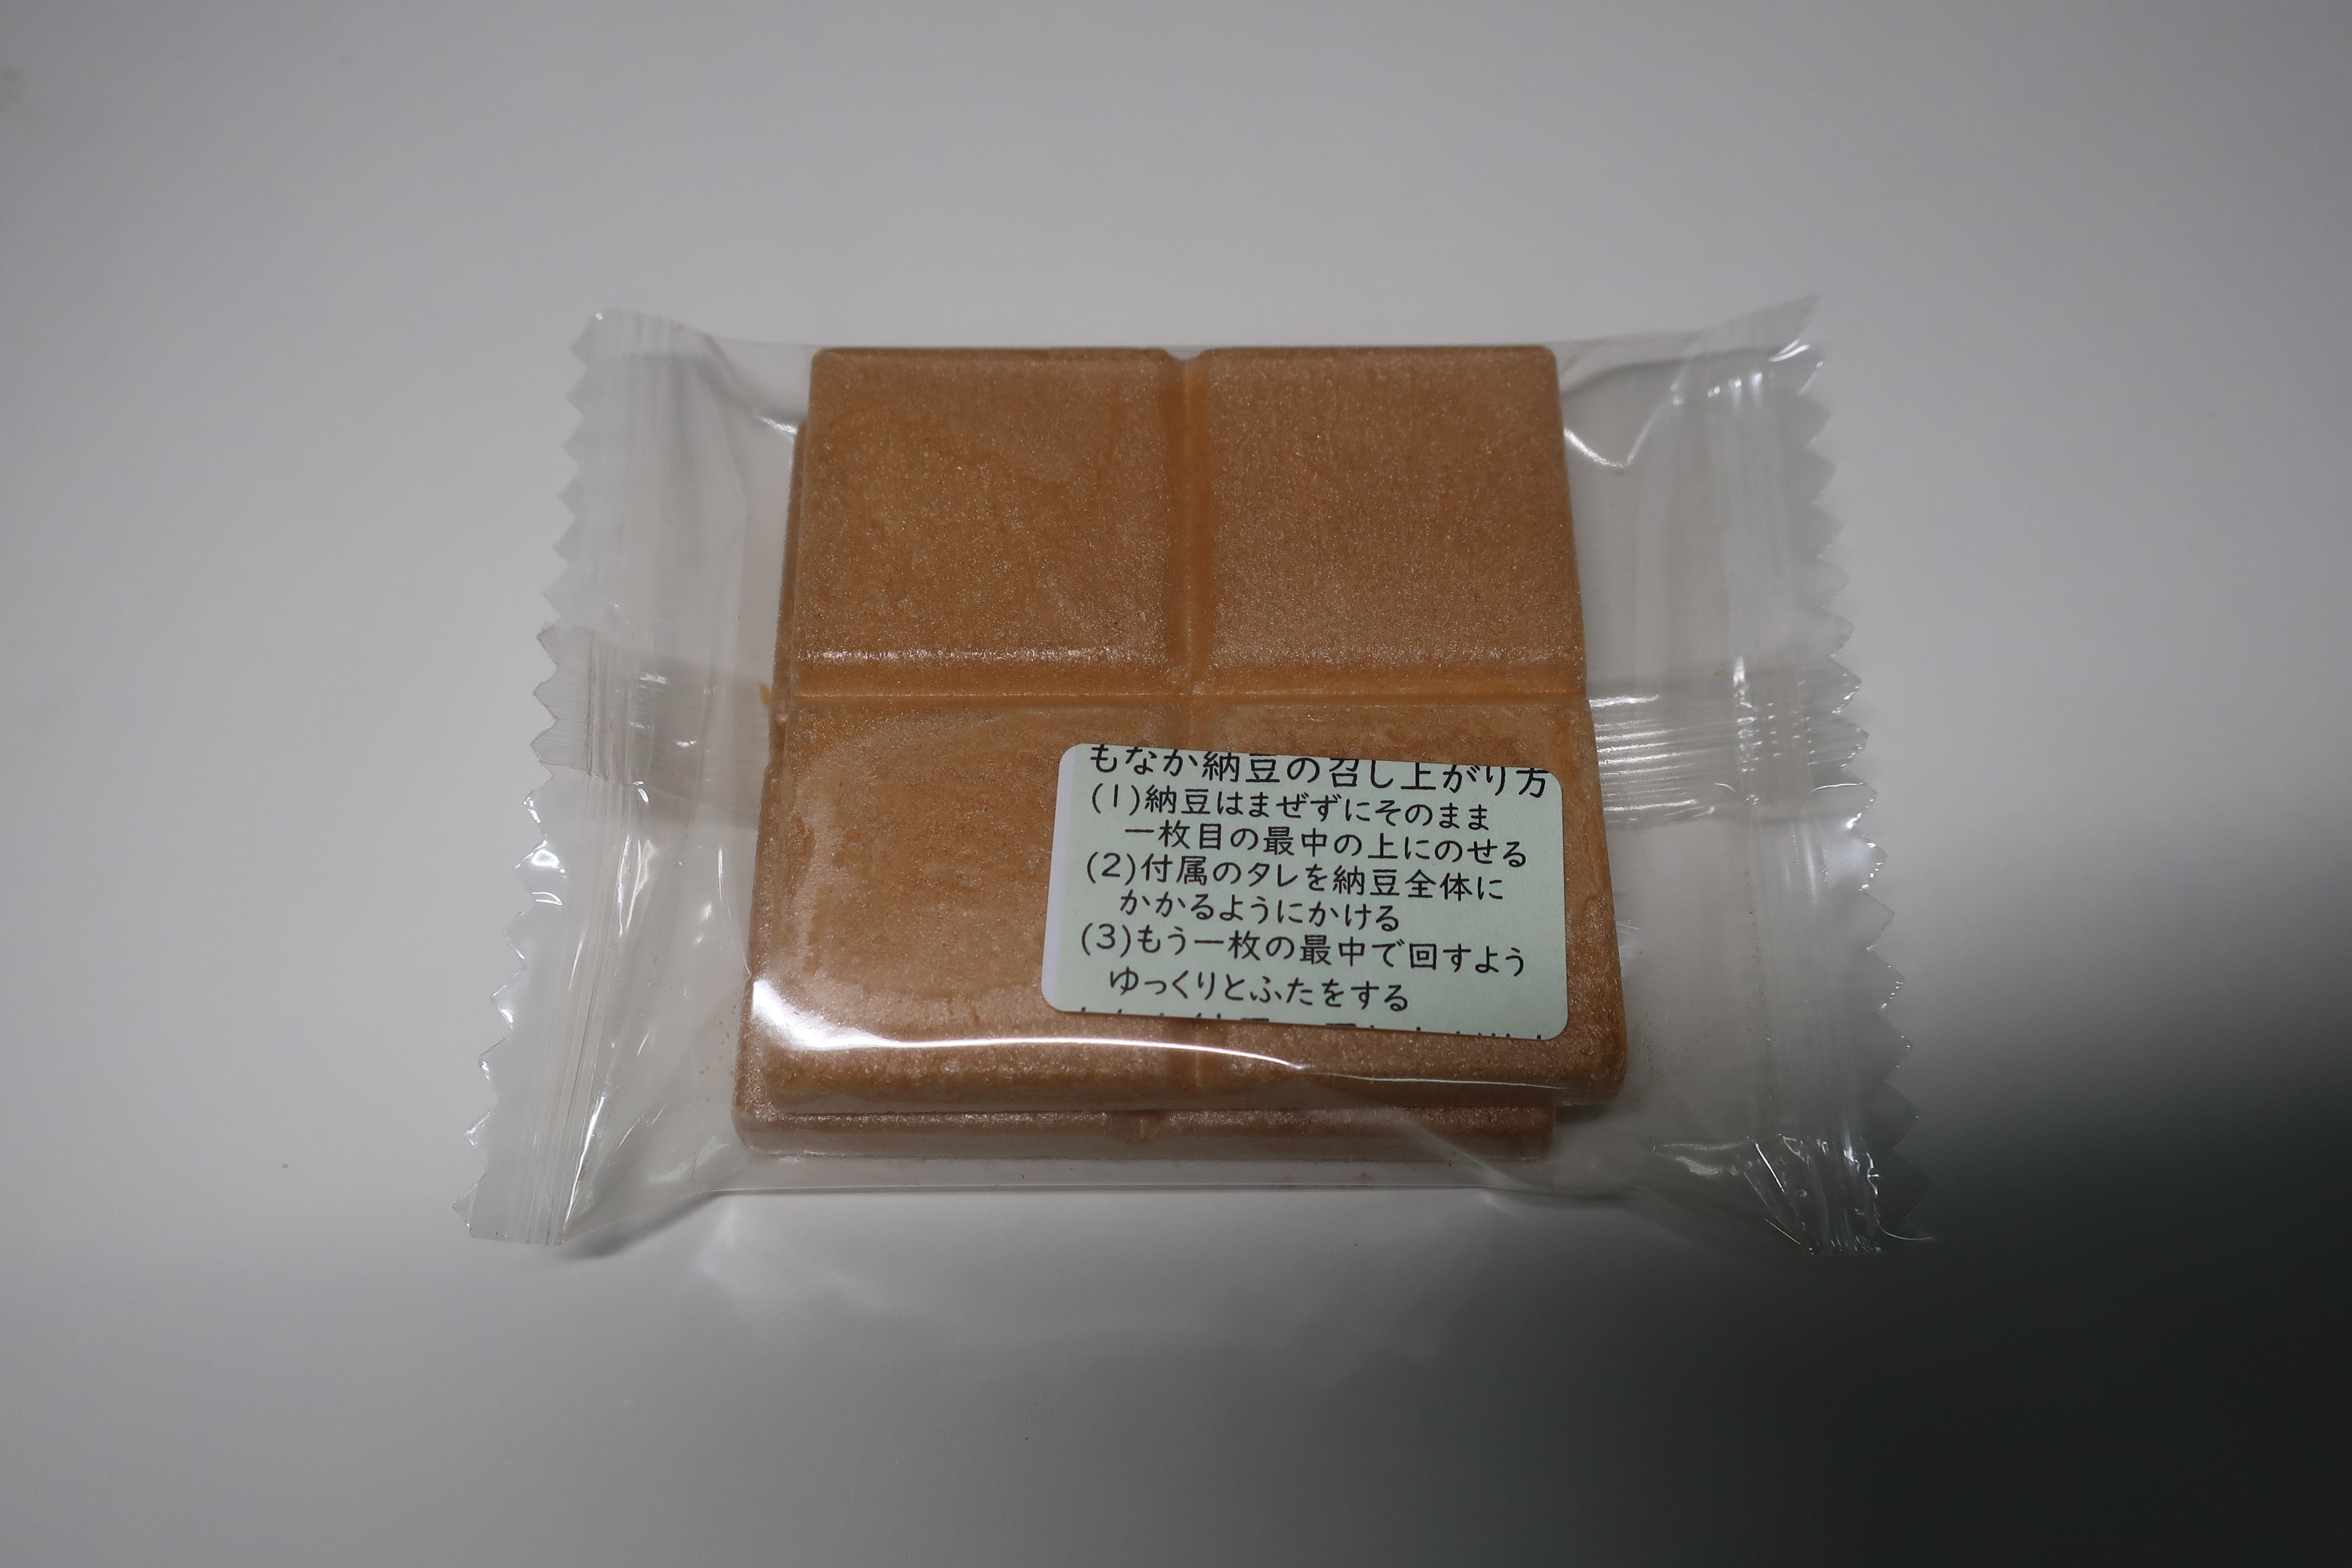 もなか納豆の召し上がり方
(1)納豆はまぜずにそのまま
一枚目の最中の上にのせる
(2)付属のタレを納豆全体に
かかるようにかける
(3)もう一枚の最中で回すよう
ゆっくりとふたをする